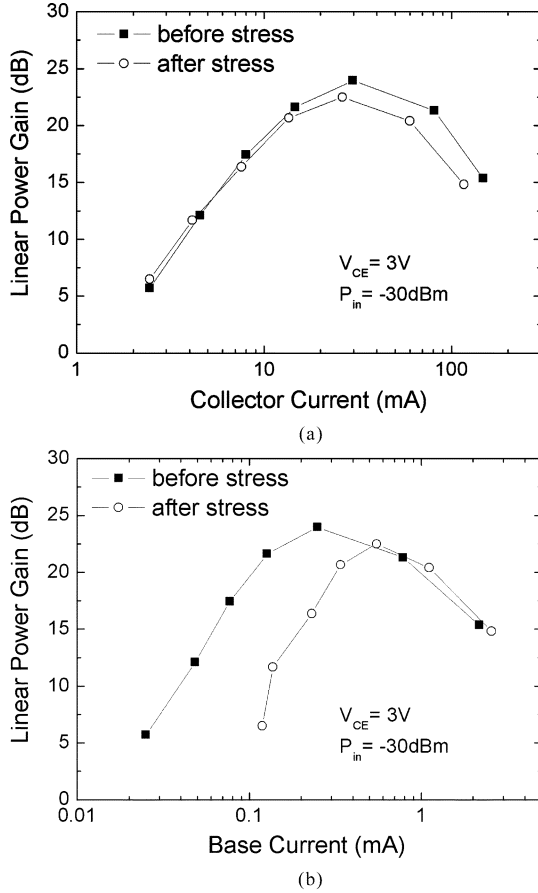 30
25
20
15
10
5
0
Linear Power Gain (dB)
before stress
after stress
V_CE= 3V
P_in= -30dBm
1
10
100
Collector Current (mA)
(a)
30
25
20
15
10
5
0
Linear Power Gain (dB)
before stress
after stress
V_CE= 3V
P_in= -30dBm
0.01
0.1
1
Base Current (mA)
(b)